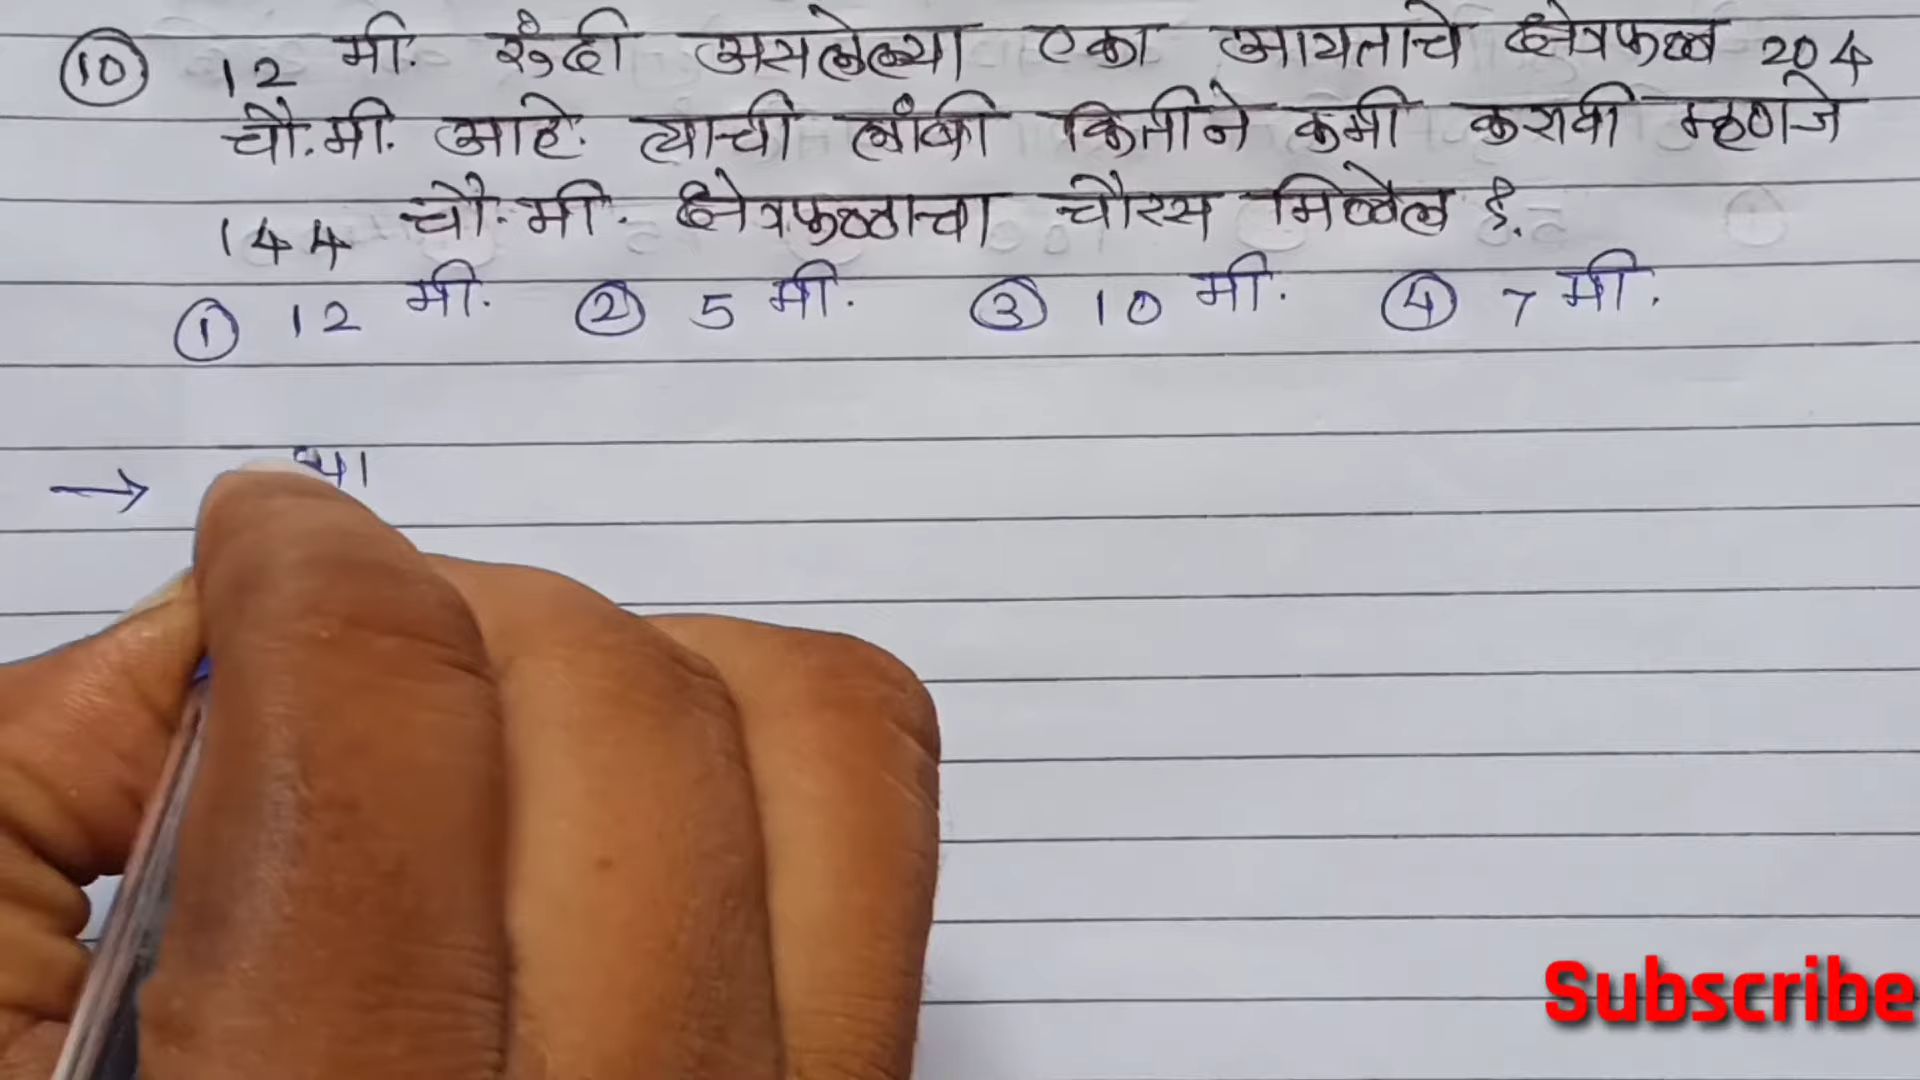 10 12 मी. रुंदी असलेल्या एका आयताचे क्षेत्रफळ 204
चौ.मी. आहे. त्याची लांबी कितीने कमी करावी म्हणजे
144 चौ.मी. क्षेत्रफळाचा चौरस मिळेल ?.
1 12 मी. 2 5 मी. 3 10 मी. 4 7 मी.
→
Subscribe